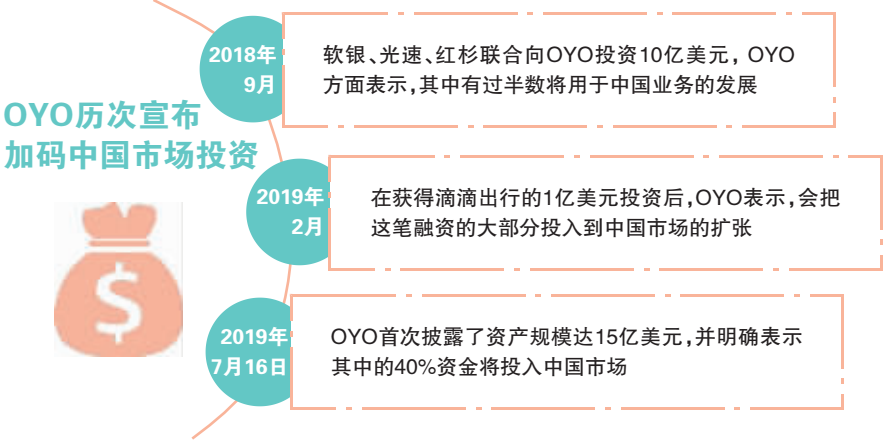 OYO历次宣布
加码中国市场投资
2018年
9月
软银、光速、红杉联合向OYO投资10亿美元，OYO
方面表示，其中有过半数将用于中国业务的发展
2019年
2月
在获得滴滴出行的1亿美元投资后，OYO表示，会把
这笔融资的大部分投入到中国市场的扩张
2019年
7月16日
OYO首次披露了资产规模达15亿美元，并明确表示
其中的40%资金将投入中国市场
$